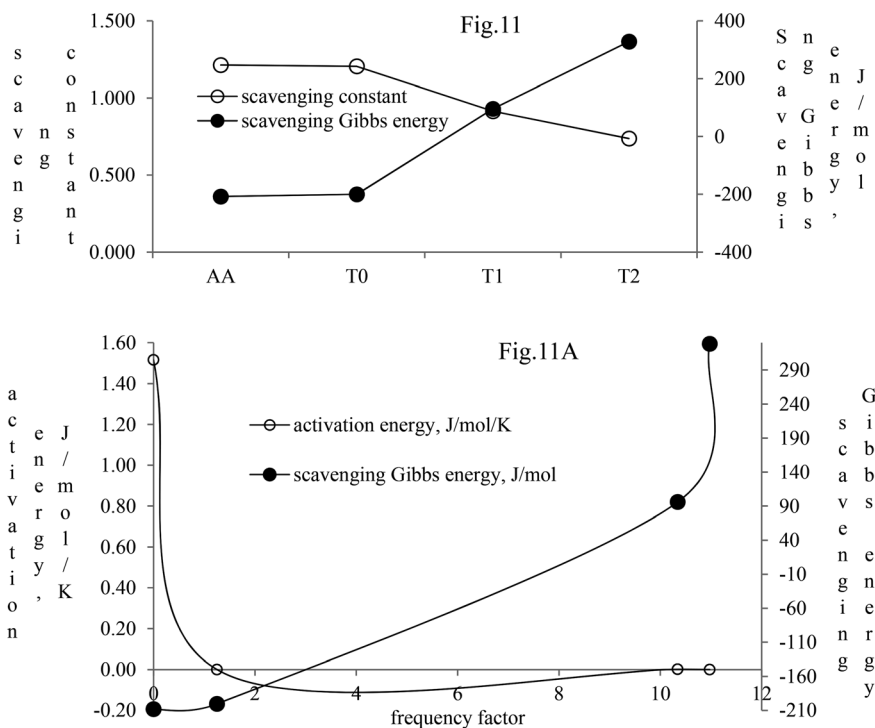 Fig.11
scavenging
constant
1.500
1.000
0.500
0.000
scavenging constant
scavenging Gibbs energy
400
200
0
-200
-400
Scavenging Gibbs
energy,
J/mol
AA T0 T1 T2
Fig.11A
activation
energy,
J/mol/K
1.60
1.40
1.20
1.00
0.80
0.60
0.40
0.20
0.00
-0.20
activation energy, J/mol/K
scavenging Gibbs energy, J/mol
290
240
190
140
90
40
-10
-60
-110
-160
-210
scavenging
Gibbs energy
0 2 4 6 8 10 12
frequency factor